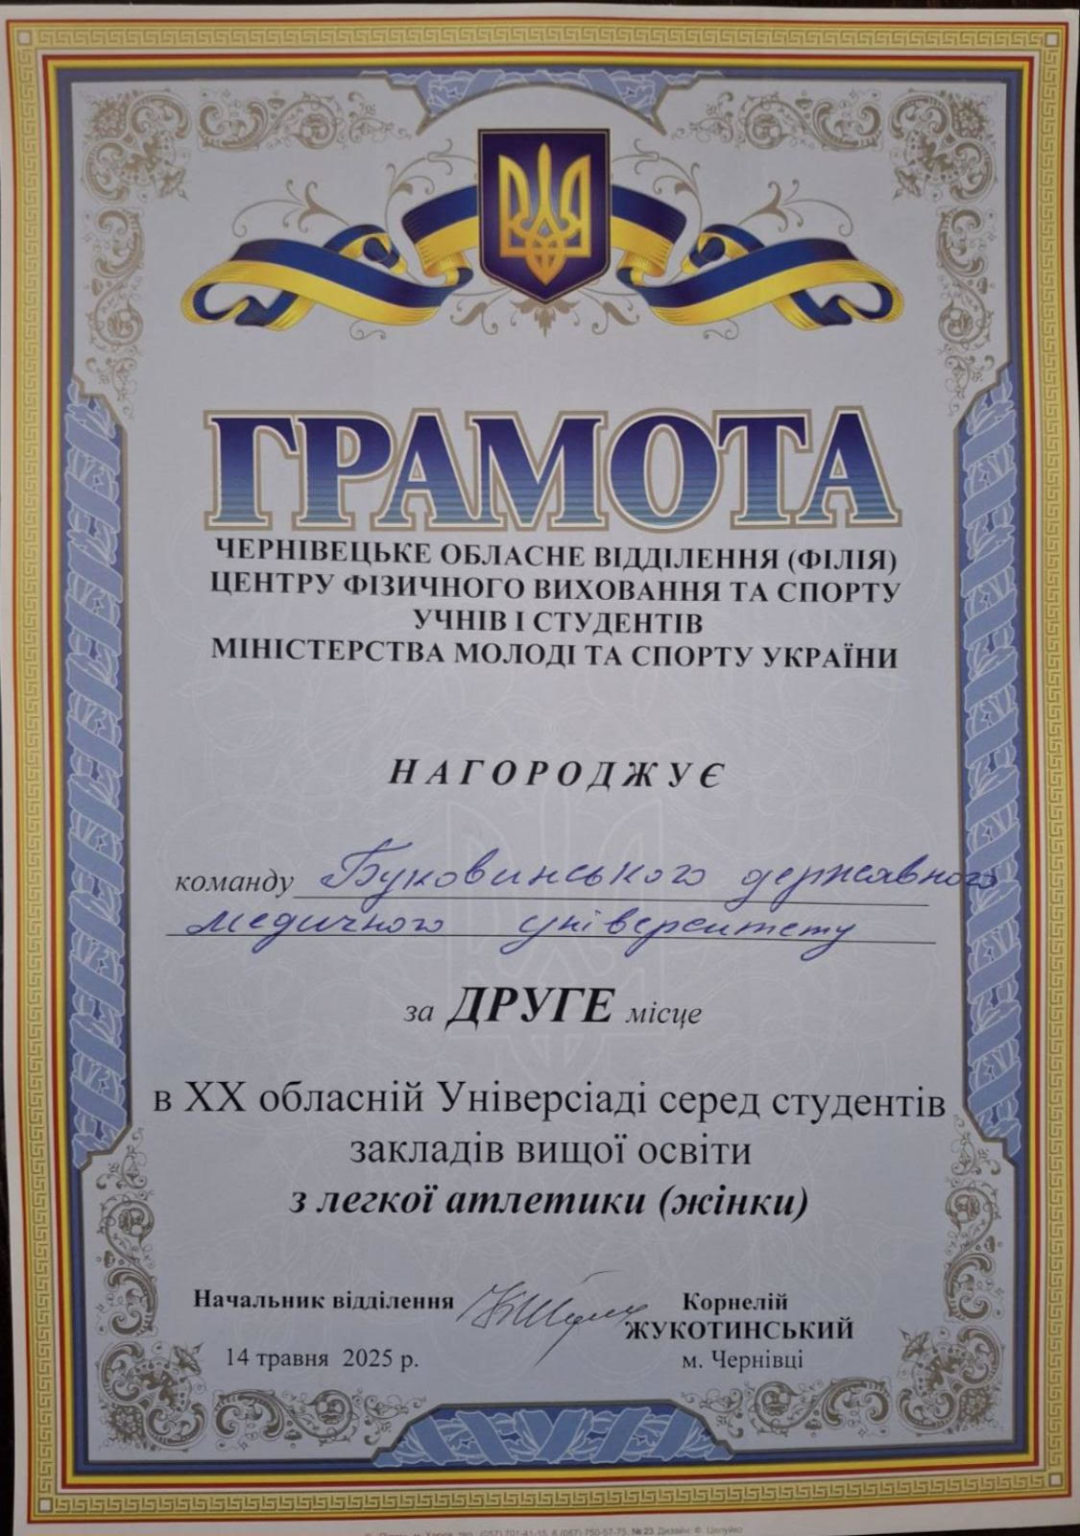 ГРАМОТА
ЧЕРНІВЕЦЬКЕ ОБЛАСНЕ ВІДДІЛЕННЯ (ФІЛІЯ)
ЦЕНТРУ ФІЗИЧНОГО ВИХОВАННЯ ТА СПОРТУ
УЧНІВ І СТУДЕНТІВ
МІНІСТЕРСТВА МОЛОДІ ТА СПОРТУ УКРАЇНИ
НАГОРОДЖУЄ
команду Буковинського державного
медичного університету
за ДРУГЕ місце
в XX обласній Універсіаді серед студентів
закладів вищої освіти
з легкої атлетики (жінки)
Начальник відділення Корнелій
ЖУКОТИНСЬКИЙ
14 травня 2025 р. м. Чернівці